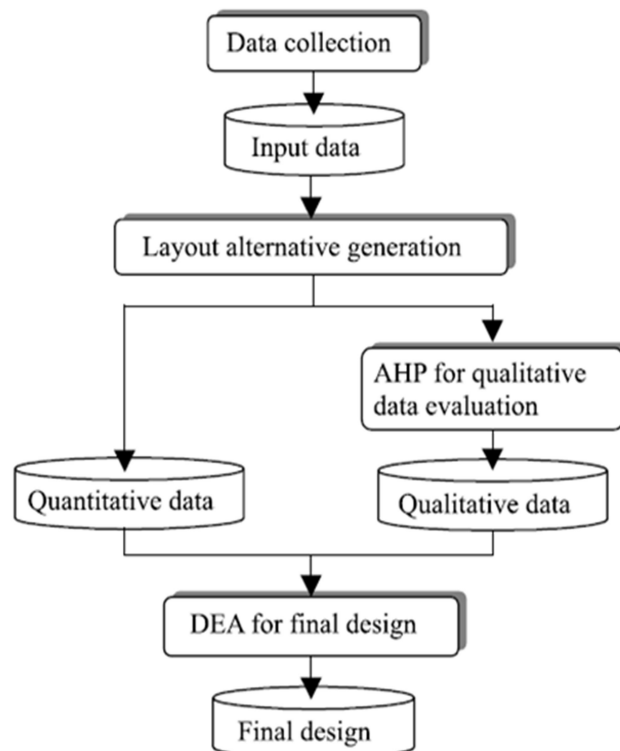 Data collection
Input data
Layout alternative generation
AHP for qualitative
data evaluation
Quantitative data
Qualitative data
DEA for final design
Final design